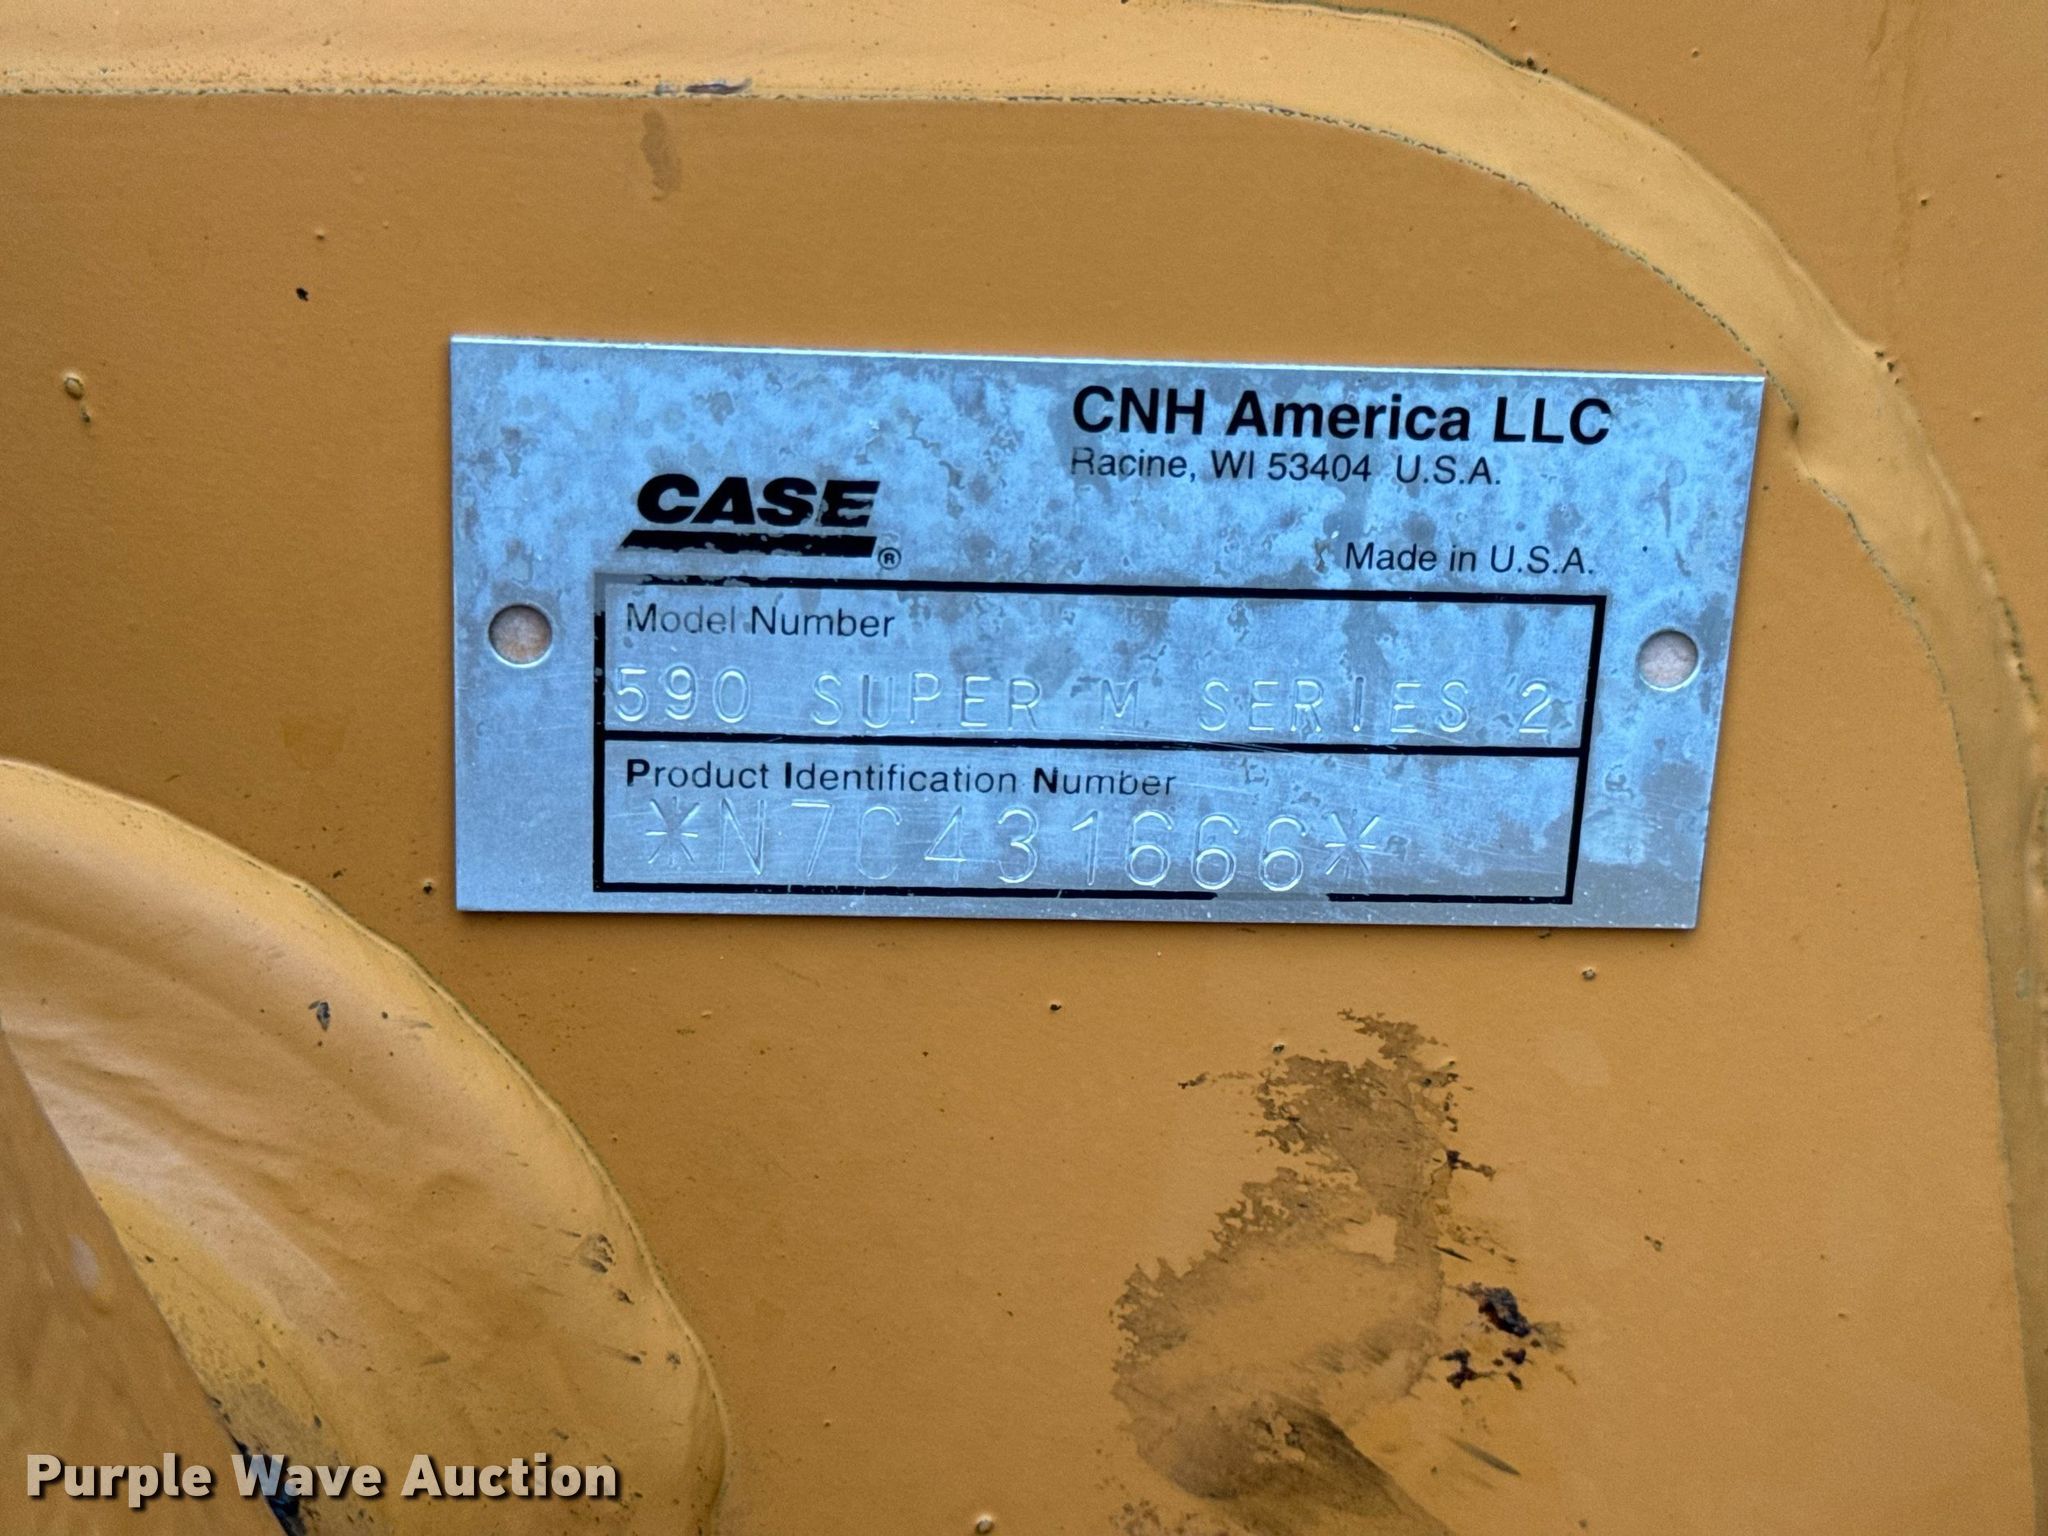 CNH America LLC
Racine, WI 53404 U.S.A.
CASE
®
Made in U.S.A.
Model Number
590 SUPER M SERIES 2
Product Identification Number
*N7C431666*
Purple Wave Auction